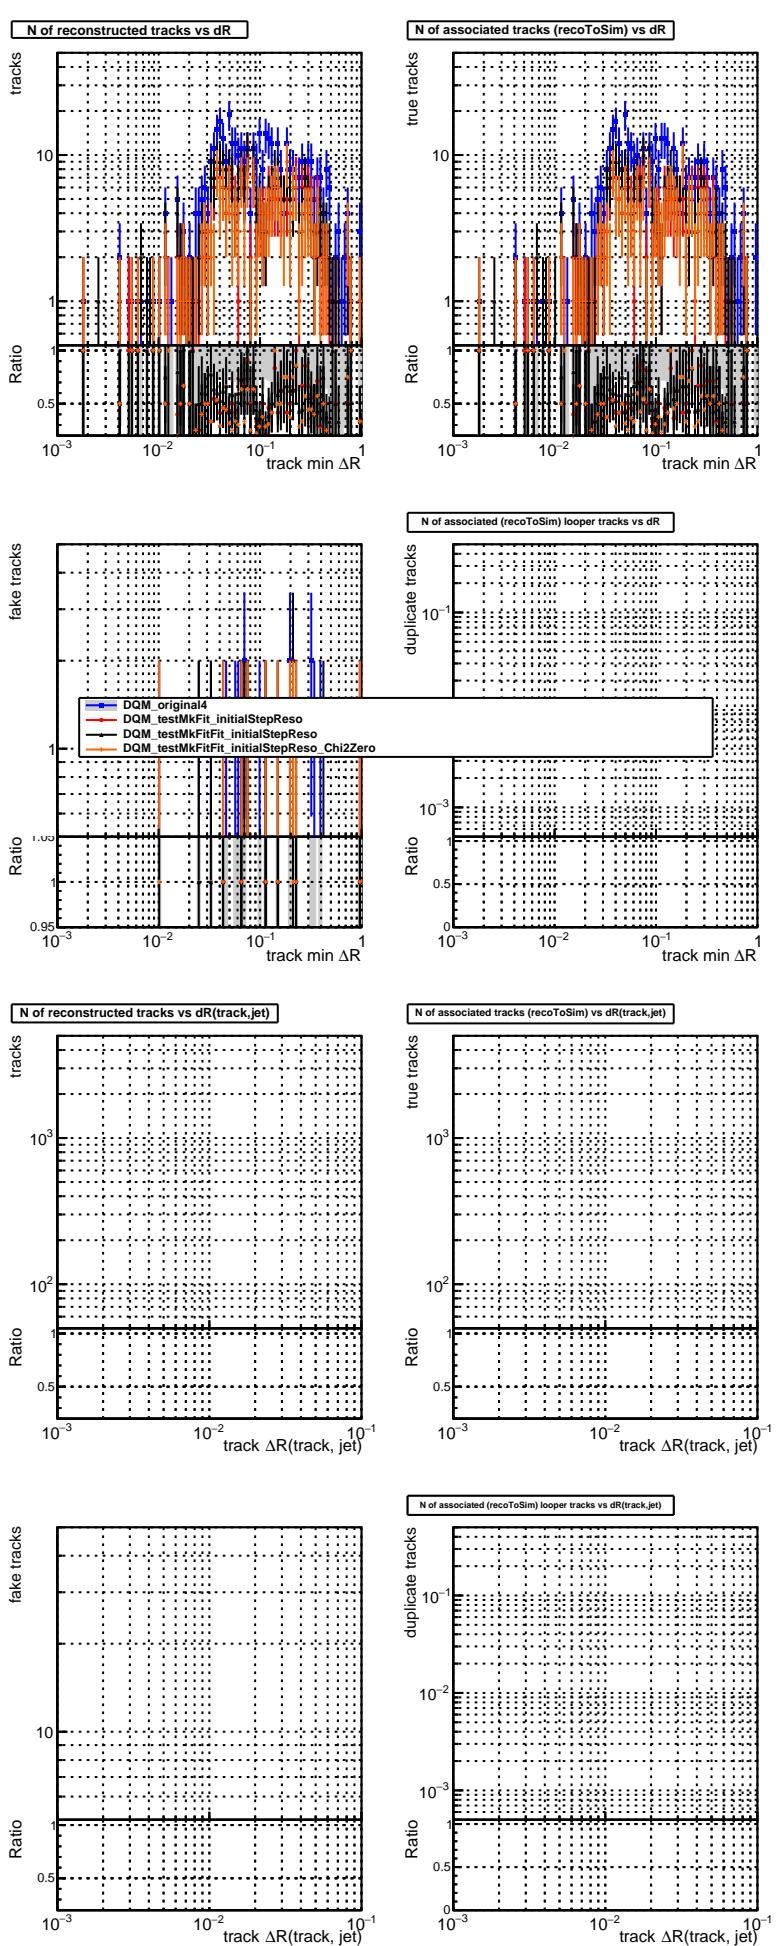 N of reconstructed tracks vs dR
tracks
10
1
Ratio
1
0.5
10−3
10−2
10−1
1
track min ΔR
N of associated tracks (recoToSim) vs dR
true tracks
10
1
Ratio
1
0.5
10−3
10−2
10−1
1
track min ΔR
fake tracks
1
Ratio
1.05
1
0.95
10−3
10−2
10−1
1
track min ΔR
N of associated (recoToSim) looper tracks vs dR
duplicate tracks
10−1
10−3
Ratio
1
0.5
0
10−3
10−2
10−1
1
track min ΔR
DQM_original4
DQM_testMkFit_initialStepReso
DQM_testMkFitFit_initialStepReso
DQM_testMkFitFit_initialStepReso_Chi2Zero
N of reconstructed tracks vs dR(track,jet)
tracks
103
102
Ratio
1
0.5
10−3
10−2
10−1
track ΔR(track, jet)
N of associated tracks (recoToSim) vs dR(track,jet)
true tracks
103
102
Ratio
1
0.5
10−3
10−2
10−1
track ΔR(track, jet)
fake tracks
10
Ratio
1
0.5
10−3
10−2
10−1
track ΔR(track, jet)
N of associated (recoToSim) looper tracks vs dR(track,jet)
duplicate tracks
10−1
10−2
10−3
Ratio
1
0.5
0
10−3
10−2
10−1
track ΔR(track, jet)